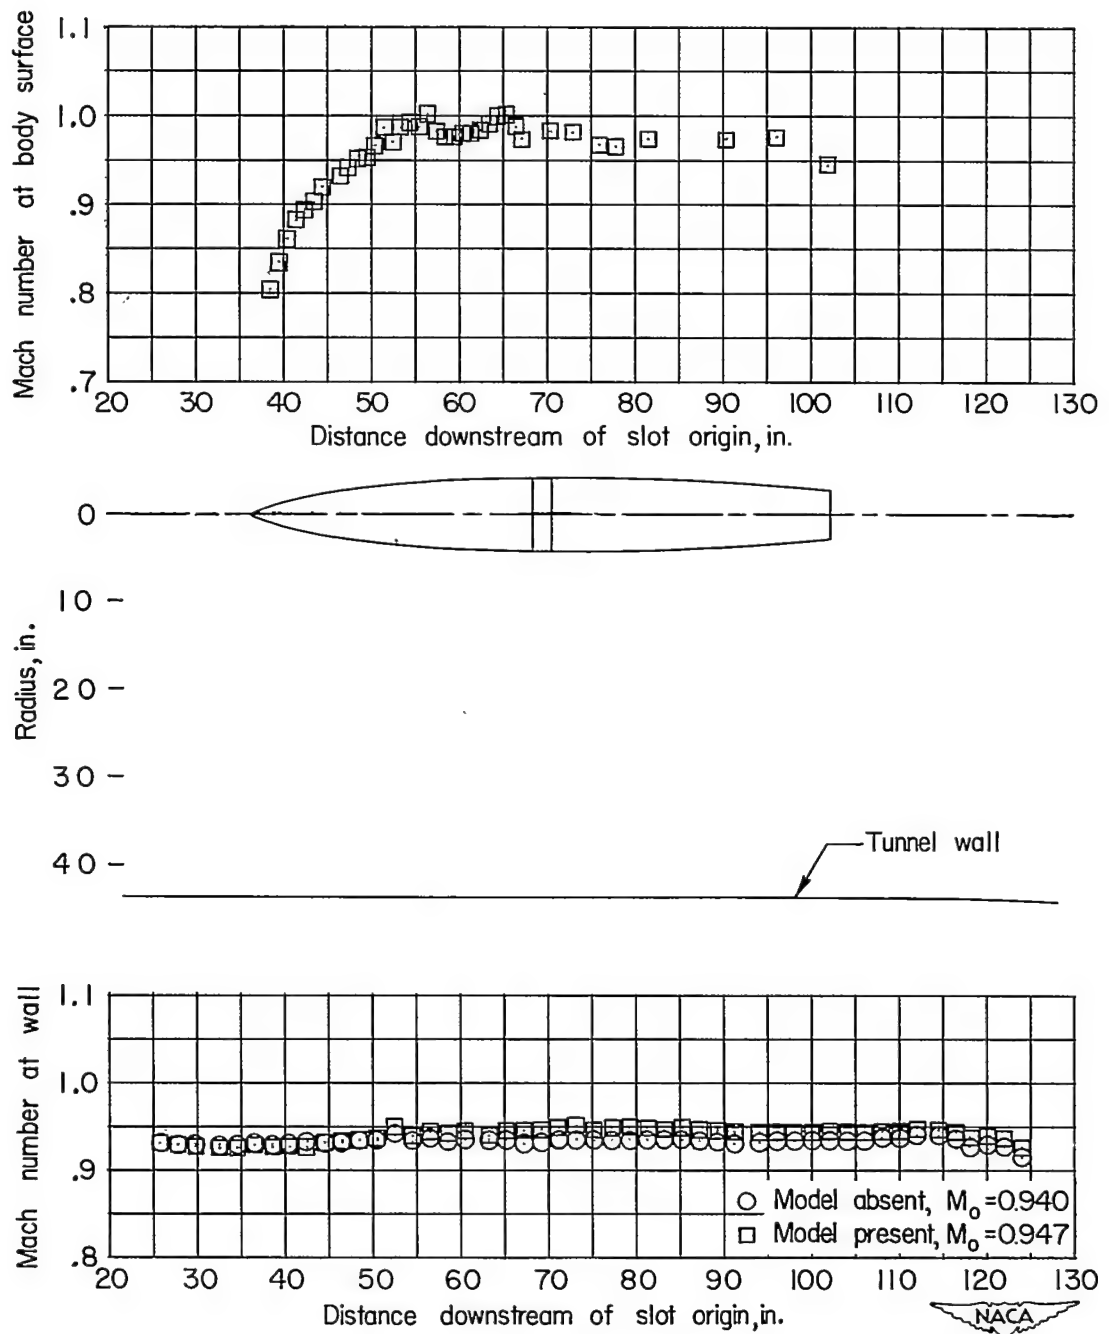 Mach number at body surface
1.1
1.0
.9
.8
.7
20 30 40 50 60 70 80 90 100 110 120 130
Distance downstream of slot origin, in.
Radius, in.
0
10
20
30
40
Tunnel wall
Mach number at wall
1.1
1.0
.9
.8
Model absent, M₀=0.940
Model present, M₀=0.947
20 30 40 50 60 70 80 90 100 110 120 130
Distance downstream of slot origin, in.
NACA